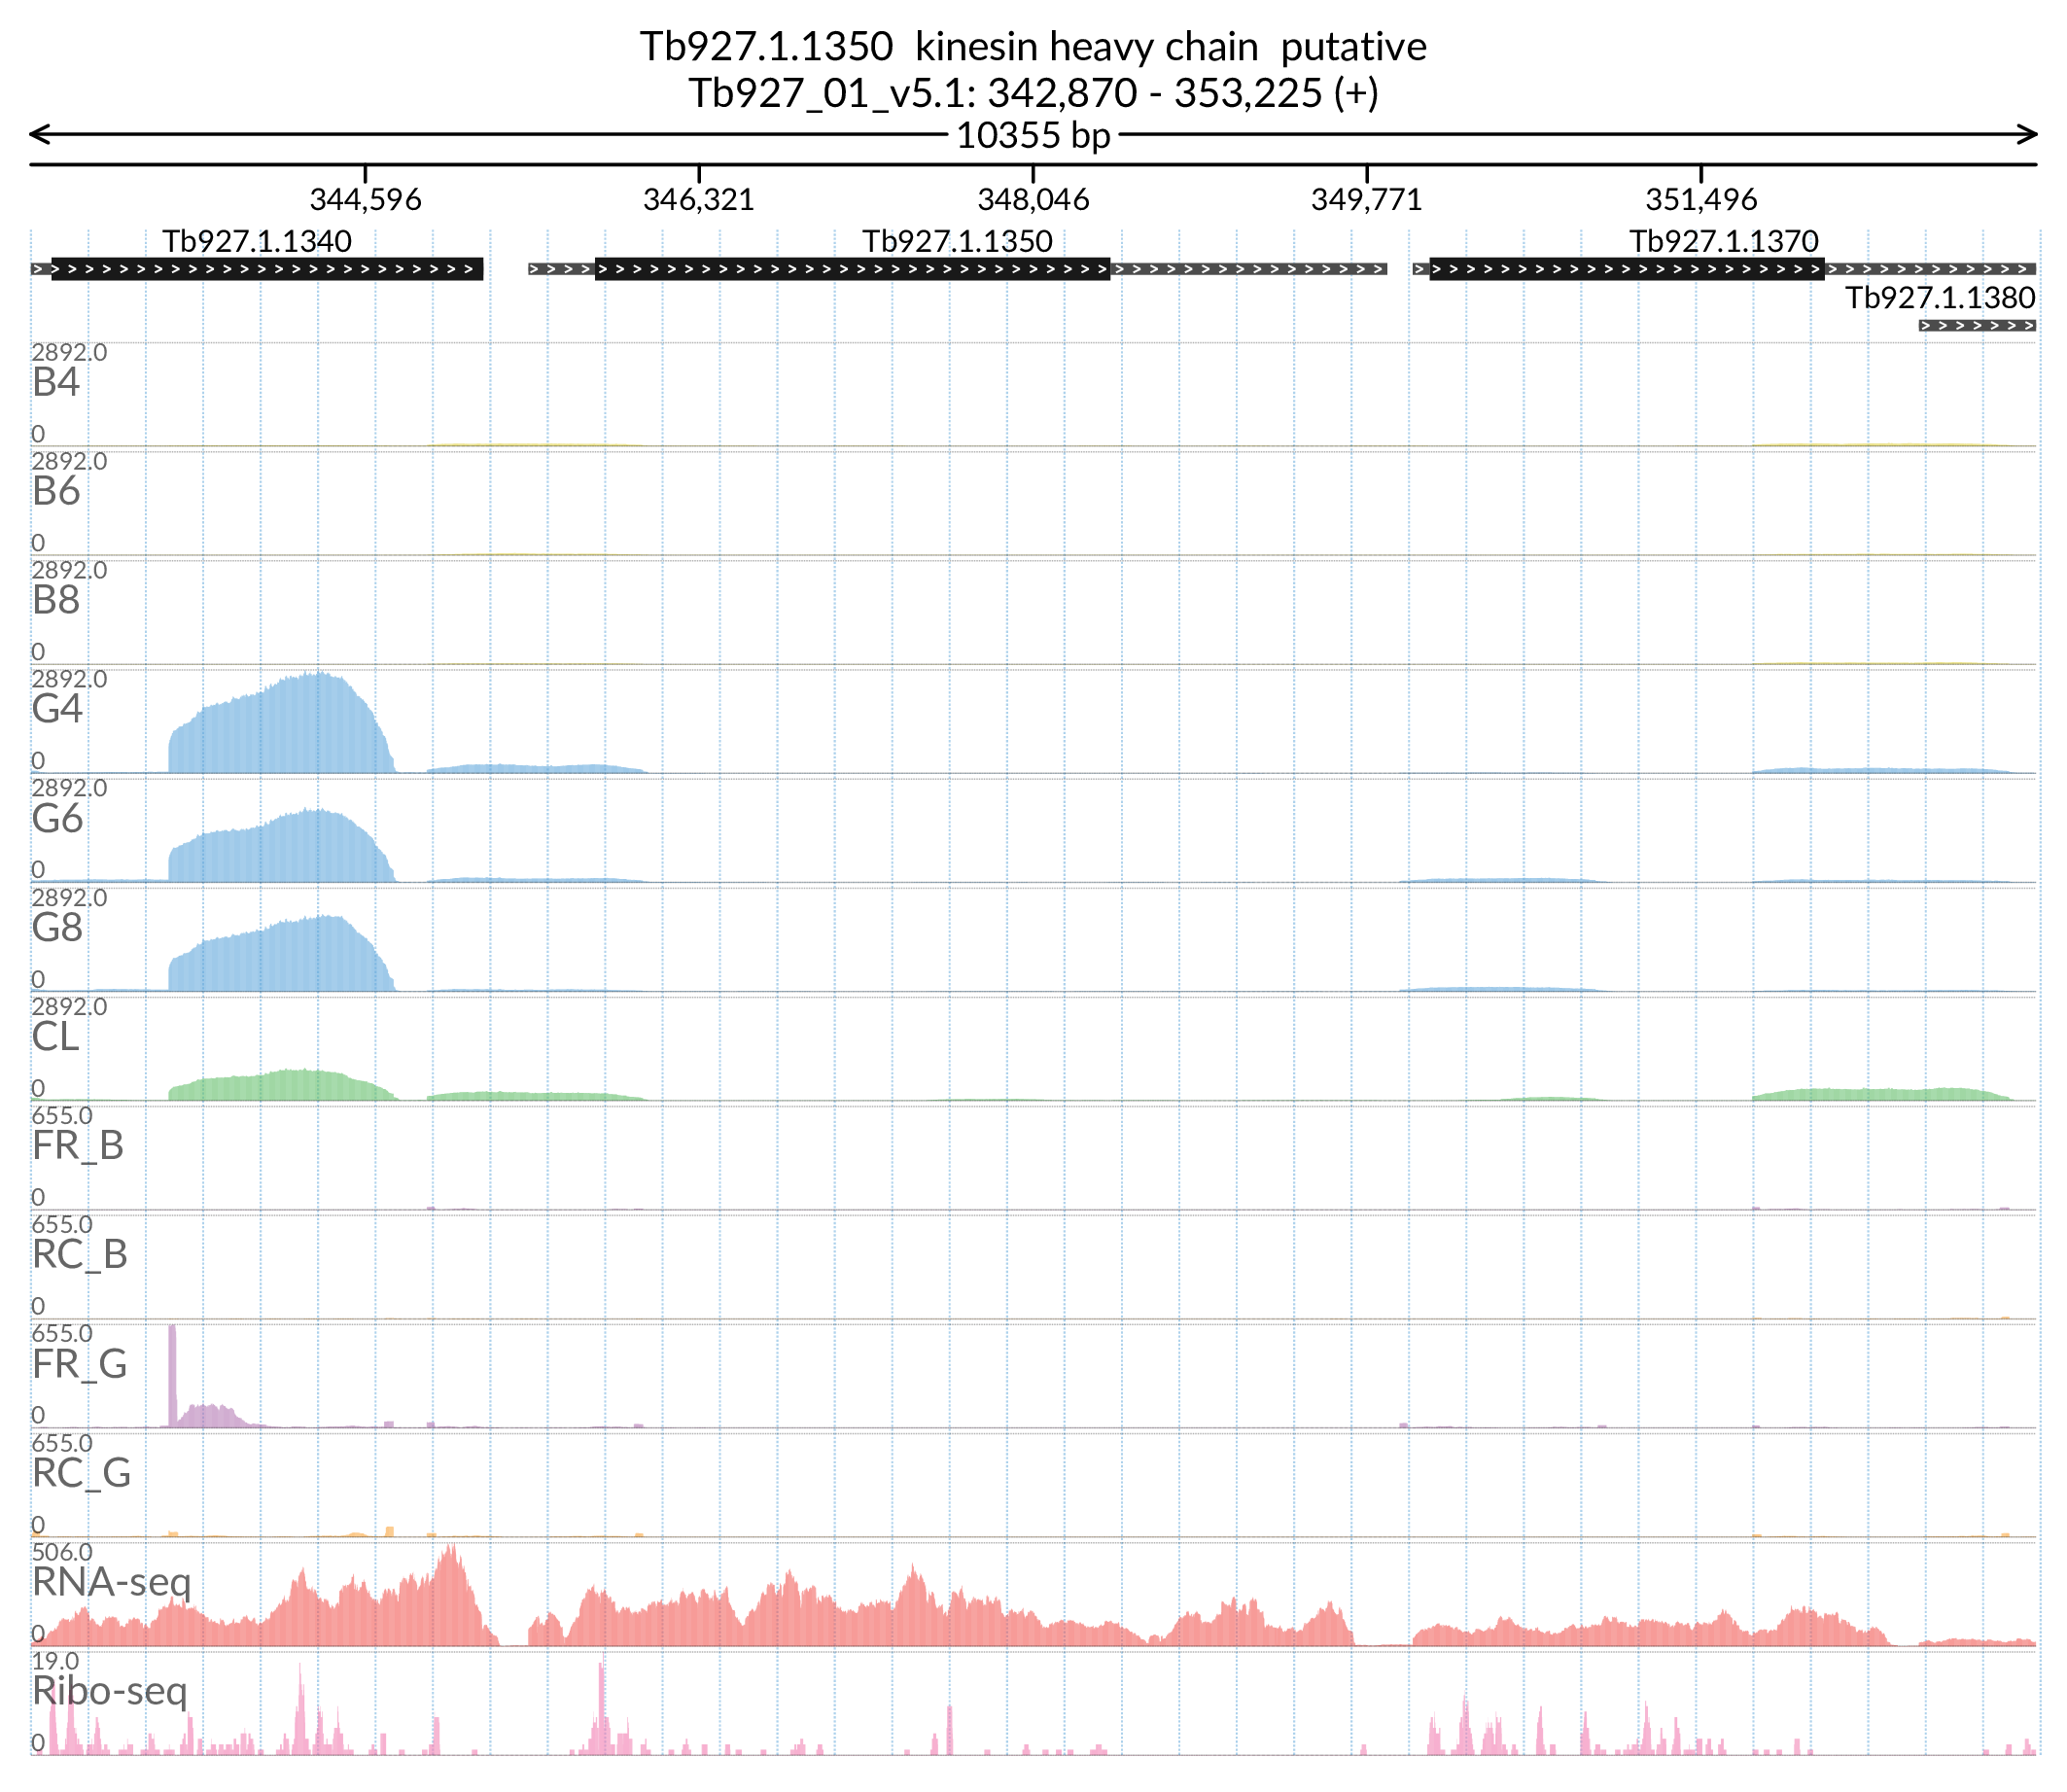 Tb927.1.1350 kinesin heavy chain putative
Tb927_01_v5.1: 342,870 - 353,225 (+)
10355 bp
344,596 346,321 348,046 349,771 351,496
Tb927.1.1340 Tb927.1.1350 Tb927.1.1370
Tb927.1.1380
2892.0
B4
0
2892.0
B6
0
2892.0
B8
0
2892.0
G4
0
2892.0
G6
0
2892.0
G8
0
2892.0
CL
0
655.0
FR_B
0
655.0
RC_B
0
655.0
FR_G
0
655.0
RC_G
0
506.0
RNA-seq
0
19.0
Ribo-seq
0